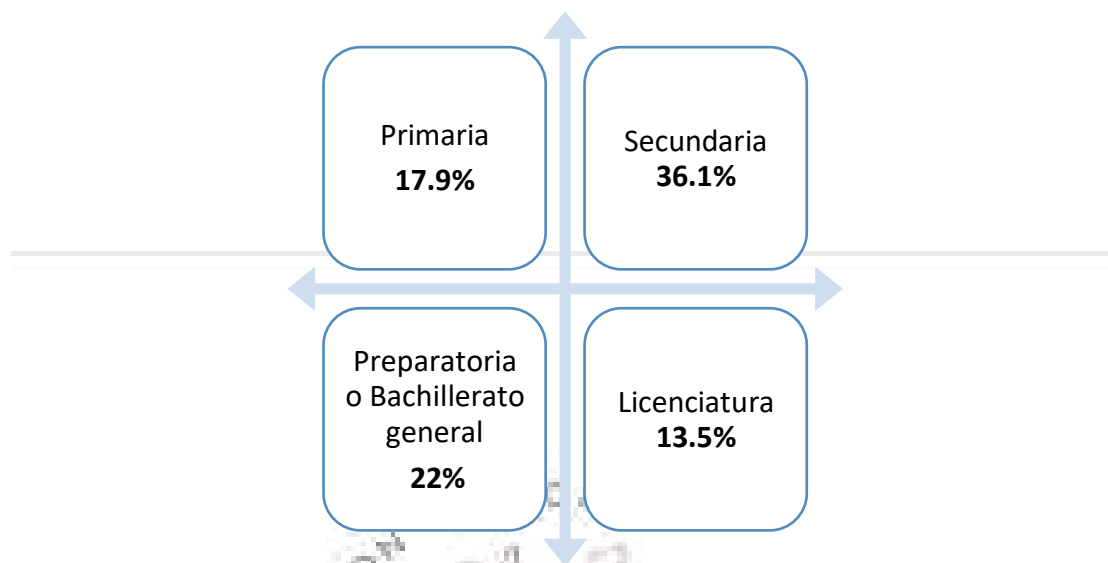 Primaria
17.9%
Secundaria
36.1%
Preparatoria
o Bachillerato
general
22%
Licenciatura
13.5%